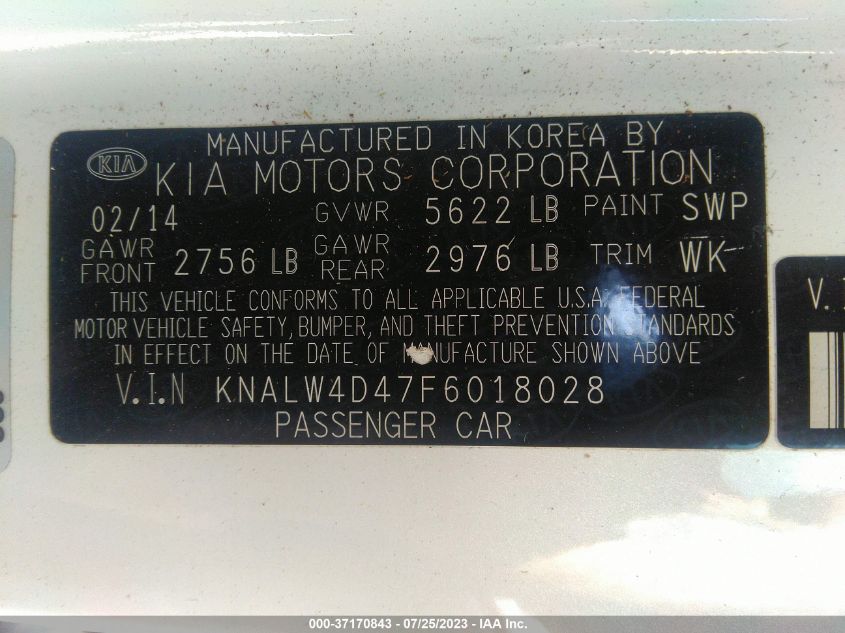 MANUFACTURED IN KOREA BY
KIA KIA MOTORS CORPORATION
02/14 GVWR 5622 LB PAINT SWP
GAWR FRONT 2756 LB GAWR REAR 2976 LB TRIM WK
THIS VEHICLE CONFORMS TO ALL APPLICABLE U.S.A. FEDERAL
MOTOR VEHICLE SAFETY, BUMPER, AND THEFT PREVENTION STANDARDS
IN EFFECT ON THE DATE OF MANUFACTURE SHOWN ABOVE
V.I.N KNALW4D47F6018028
PASSENGER CAR
V. I
000-37170843 - 07/25/2023 - IAA Inc.